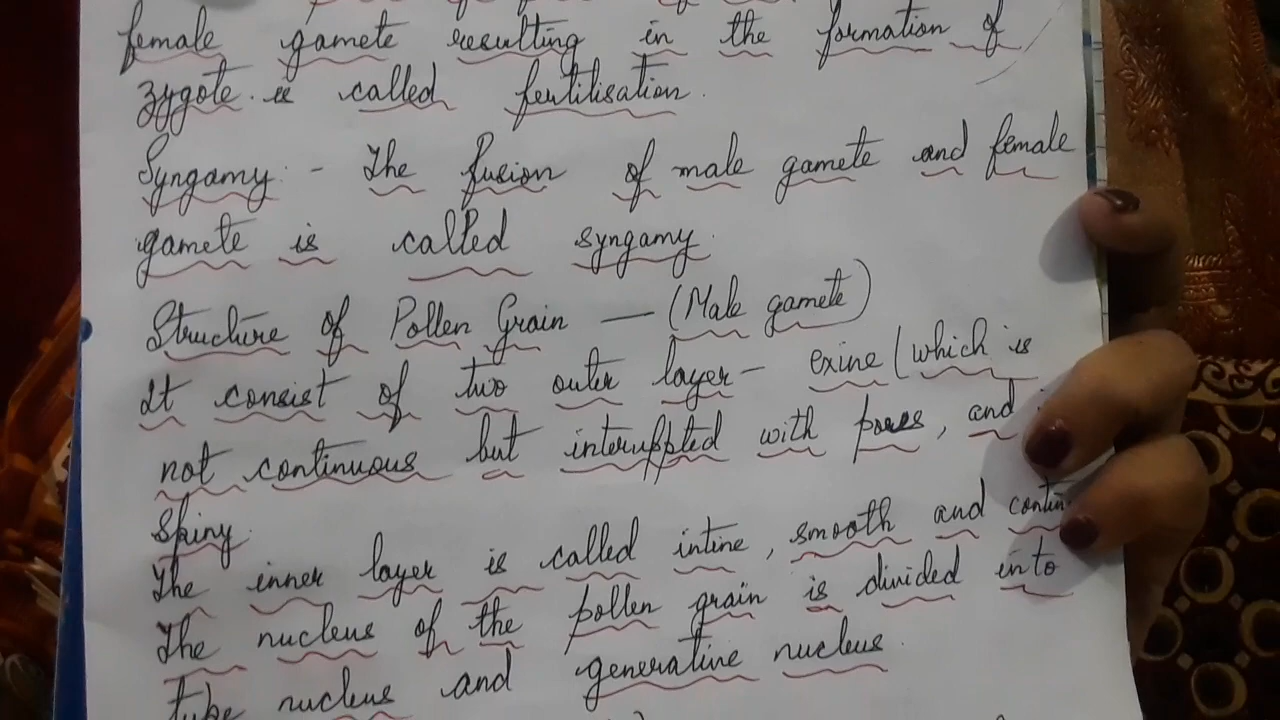 female gamete resulting in the formation of
zygote is called fertilisation.
Syngamy :- The fusion of male gamete and female
gamete is called syngamy.
Structure of Pollen Grain — (Male gamete)
It consist of two outer layer - exine (which is
not continuous but interuppted with pores, and
Spiny.
The inner layer is called intine, smooth and contin
The nucleus of the pollen grain is divided into
tube nucleus and generative nucleus.